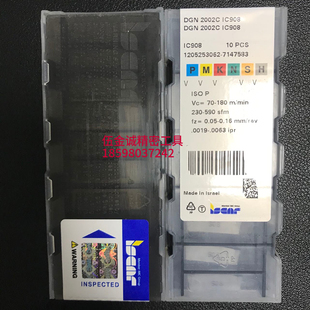 DGN 2002C IC908
DGN 2002C IC908
IC908 10 PCS
1205253062-7147583
P M K N S H
V V V V V V
ISO P
Vc= 70-180 m/min
230-590 sfm
fz = 0.05-0.16 mm/rev
.0019-.0063 ipr
Made in Israel
iscar
金诚精密工具
15598037242
WARNING
INSPECTED
iscar